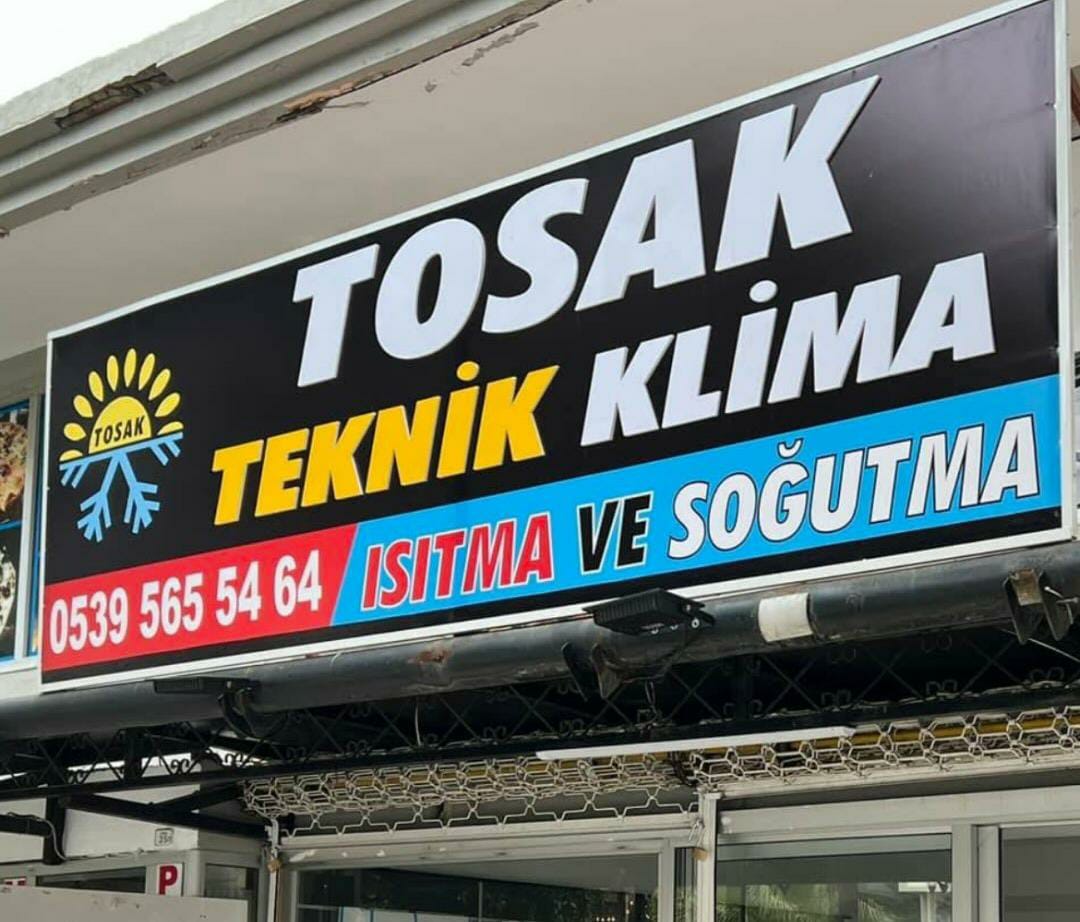 TOSAK
TOSAK
TEKNİK KLİMA
0539 565 54 64 ISITMA VE SOĞUTMA
P